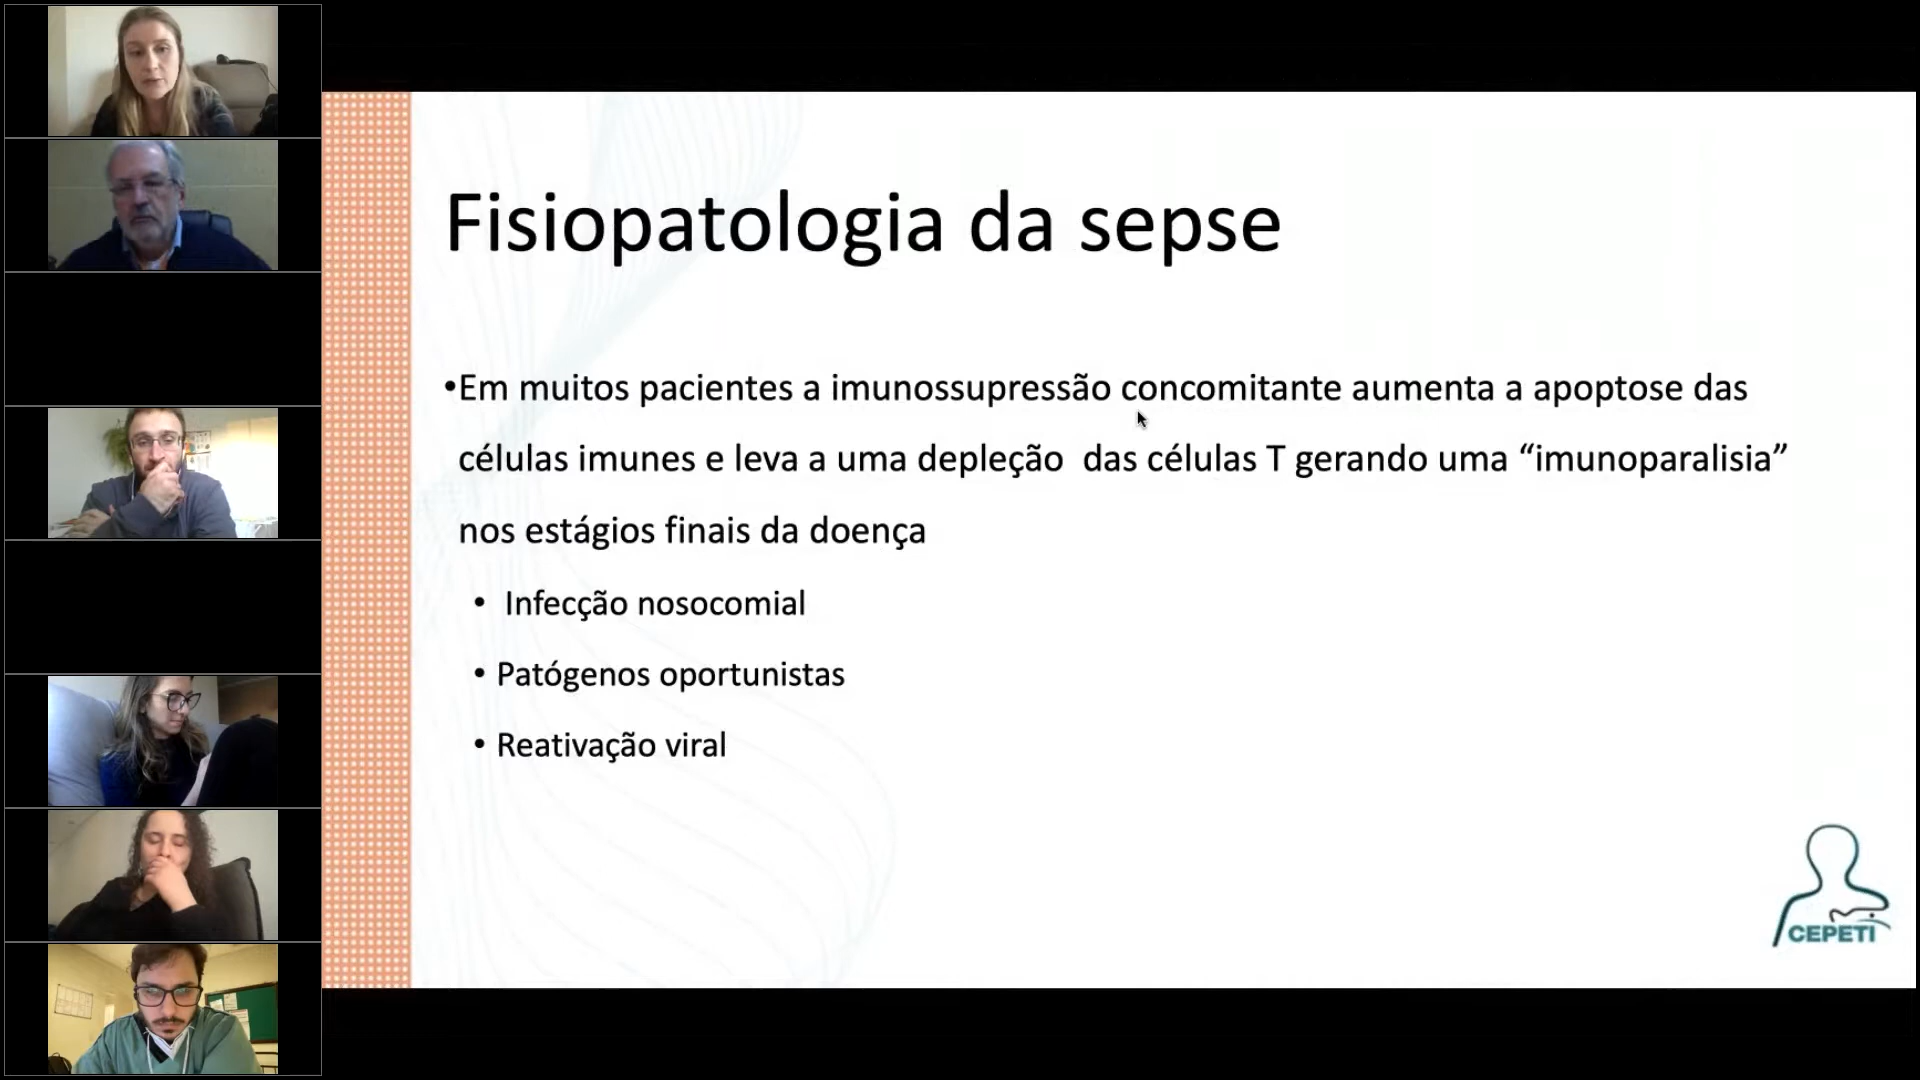 Fisiopatologia da sepse
•Em muitos pacientes a imunossupressão concomitante aumenta a apoptose das
células imunes e leva a uma depleção  das células T gerando uma “imunoparalisia”
nos estágios finais da doença
•  Infecção nosocomial
• Patógenos oportunistas
• Reativação viral
CEPETI